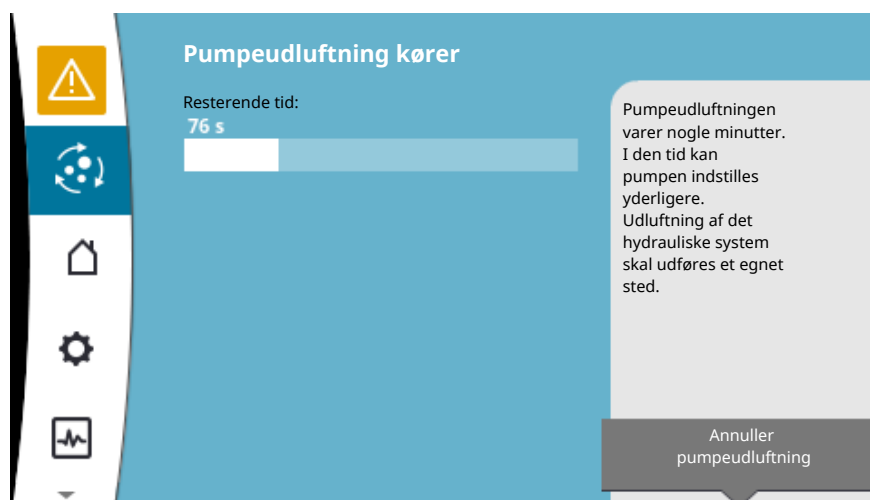 Pumpeudluftning kører
Resterende tid:
76 s
Pumpeudluftningen
varer nogle minutter.
I den tid kan
pumpen indstilles
yderligere.
Udluftning af det
hydrauliske system
skal udføres et egnet
sted.
Annuller
pumpeudluftning